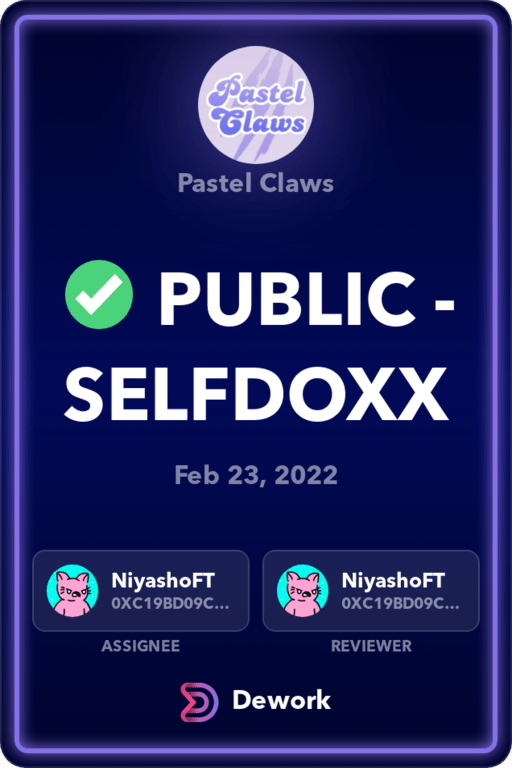 Pastel
Claws
Pastel Claws
PUBLIC -
SELFDOXX
Feb 23, 2022
NiyashoFT
0XC19BD09C...
ASSIGNEE
NiyashoFT
0XC19BD09C...
REVIEWER
Dework